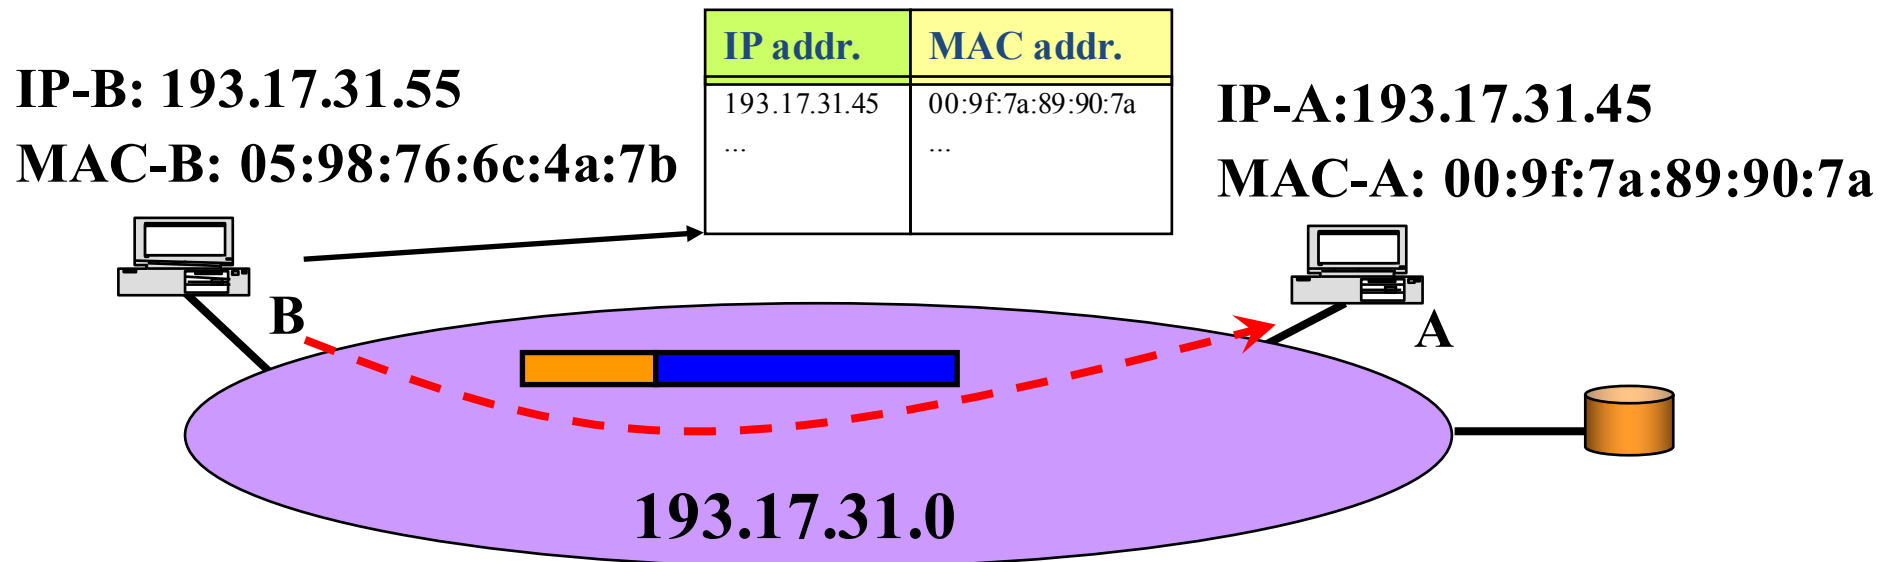 IP-B: 193.17.31.55
MAC-B: 05:98:76:6c:4a:7b
IP addr. MAC addr.
193.17.31.45 00:9f:7a:89:90:7a
... ...
IP-A:193.17.31.45
MAC-A: 00:9f:7a:89:90:7a
B
A
193.17.31.0